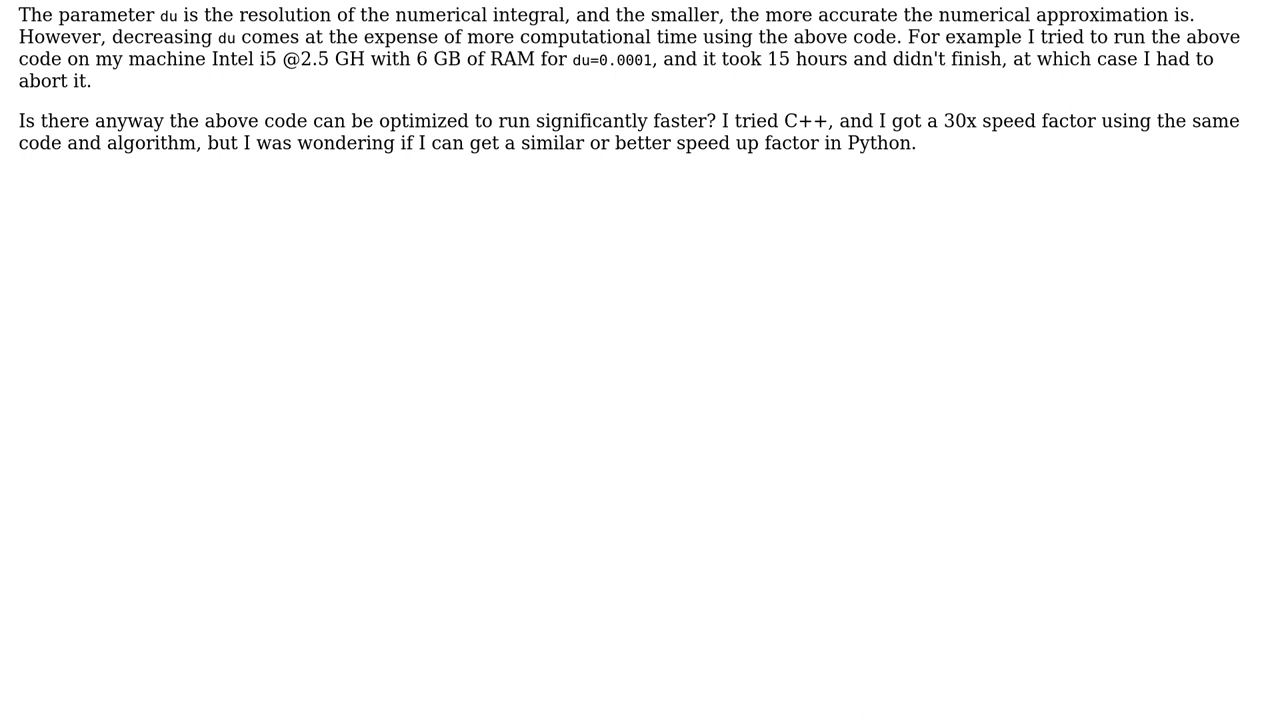 The parameter du is the resolution of the numerical integral, and the smaller, the more accurate the numerical approximation is.
However, decreasing du comes at the expense of more computational time using the above code. For example I tried to run the above
code on my machine Intel i5 @2.5 GH with 6 GB of RAM for du=0.0001, and it took 15 hours and didn't finish, at which case I had to
abort it.
Is there anyway the above code can be optimized to run significantly faster? I tried C++, and I got a 30x speed factor using the same
code and algorithm, but I was wondering if I can get a similar or better speed up factor in Python.